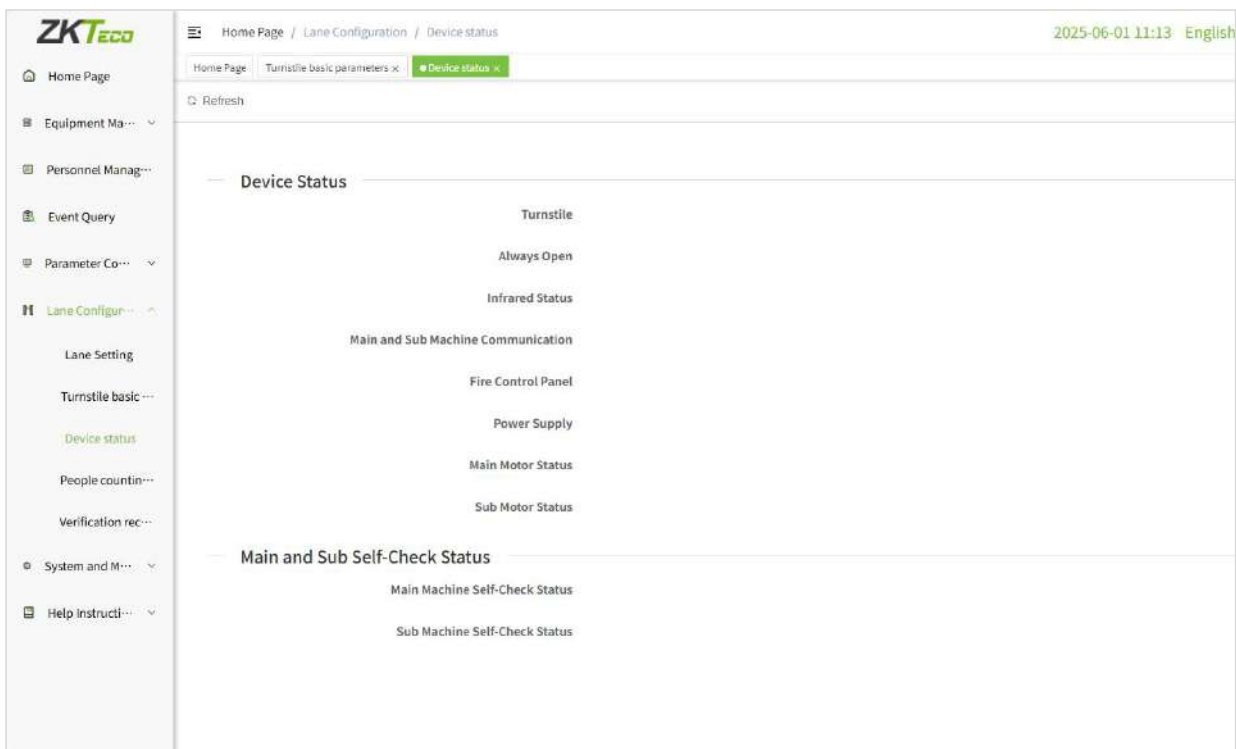 ZKTeco
Home Page / Lane Configuration / Device status
2025-06-01 11:13 English
Home Page
Turnstile basic parameters ×
Device status ×
Refresh
Home Page
Equipment Ma···
Personnel Manag···
Event Query
Parameter Co···
Lane Configur···
Lane Setting
Turnstile basic ···
Device status
People countin···
Verification rec···
System and M···
Help Instructi···
Device Status
Turnstile
Always Open
Infrared Status
Main and Sub Machine Communication
Fire Control Panel
Power Supply
Main Motor Status
Sub Motor Status
Main and Sub Self-Check Status
Main Machine Self-Check Status
Sub Machine Self-Check Status